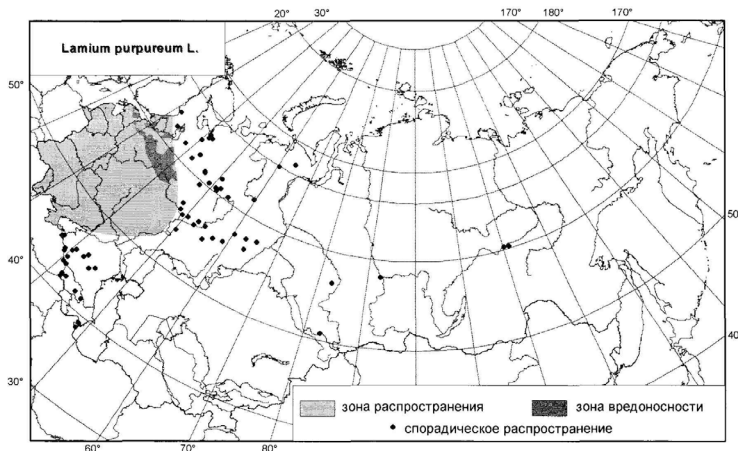 20° 30° 170° 180° 170°
Lamium purpureum L.
50°
50°
40°
40°
30°
зона распространения зона вредоносности
спорадическое распространение
60° 70° 80°